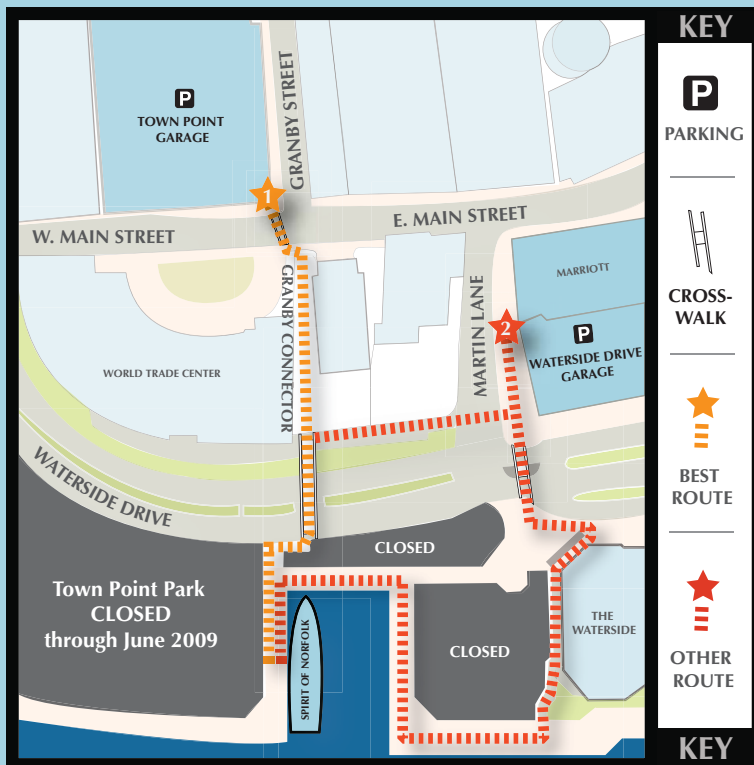 KEY
P
TOWN POINT
GARAGE
GRANBY STREET
1
W. MAIN STREET
E. MAIN STREET
GRANBY CONNECTOR
MARTIN LANE
MARRIOTT
2
P
WATERSIDE DRIVE
GARAGE
WORLD TRADE CENTER
WATERSIDE DRIVE
CLOSED
Town Point Park
CLOSED
through June 2009
SPIRIT OF NORFOLK
CLOSED
THE
WATERSIDE
P
PARKING
CROSS-
WALK
BEST
ROUTE
OTHER
ROUTE
KEY